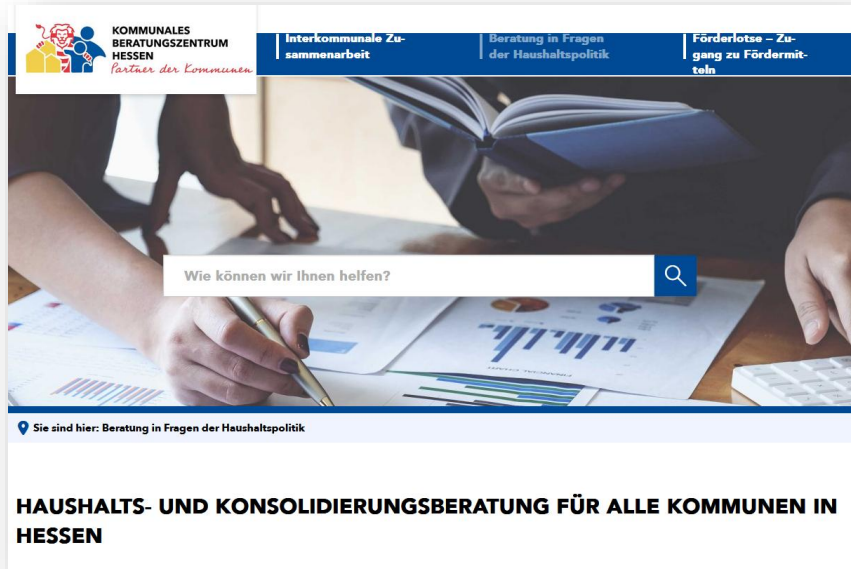 KOMMUNALES
BERATUNGSZENTRUM
HESSEN
Partner der Kommunen
Interkommunale Zu-
sammenarbeit
Beratung in Fragen
der Haushaltspolitik
Förderlotse – Zu-
gang zu Fördermit-
teln
Wie können wir Ihnen helfen?
FINANCIAL CHART
Sie sind hier: Beratung in Fragen der Haushaltspolitik
HAUSHALTS- UND KONSOLIDIERUNGSBERATUNG FÜR ALLE KOMMUNEN IN
HESSEN